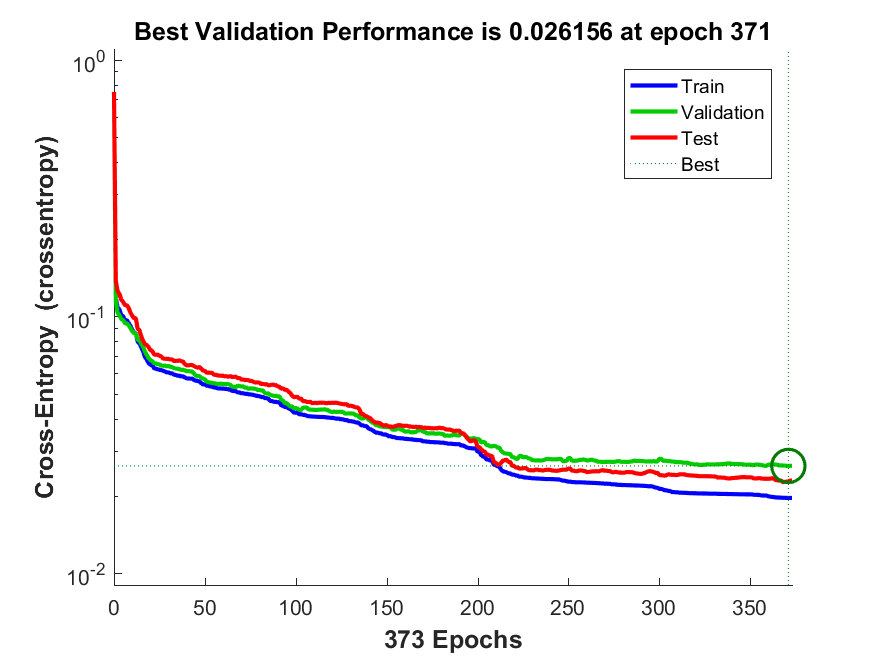 Best Validation Performance is 0.026156 at epoch 371
Cross-Entropy (crossentropy)
10^0
10^-1
10^-2
Train
Validation
Test
Best
0 50 100 150 200 250 300 350
373 Epochs